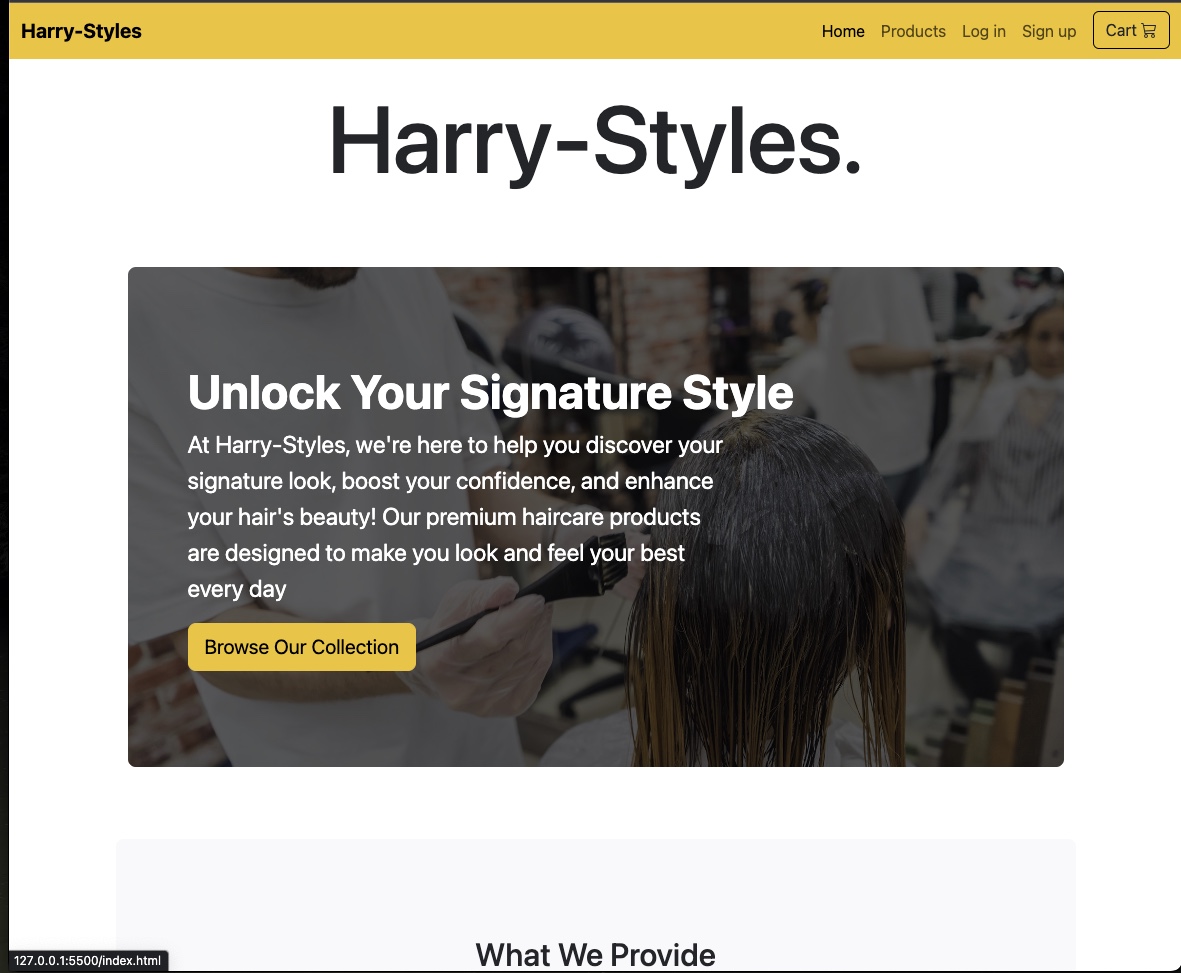 Harry-Styles
Home Products Log in Sign up Cart
Harry-Styles.
Unlock Your Signature Style
At Harry-Styles, we're here to help you discover your
signature look, boost your confidence, and enhance
your hair's beauty! Our premium haircare products
are designed to make you look and feel your best
every day
Browse Our Collection
What We Provide
127.0.0.1:5500/index.html